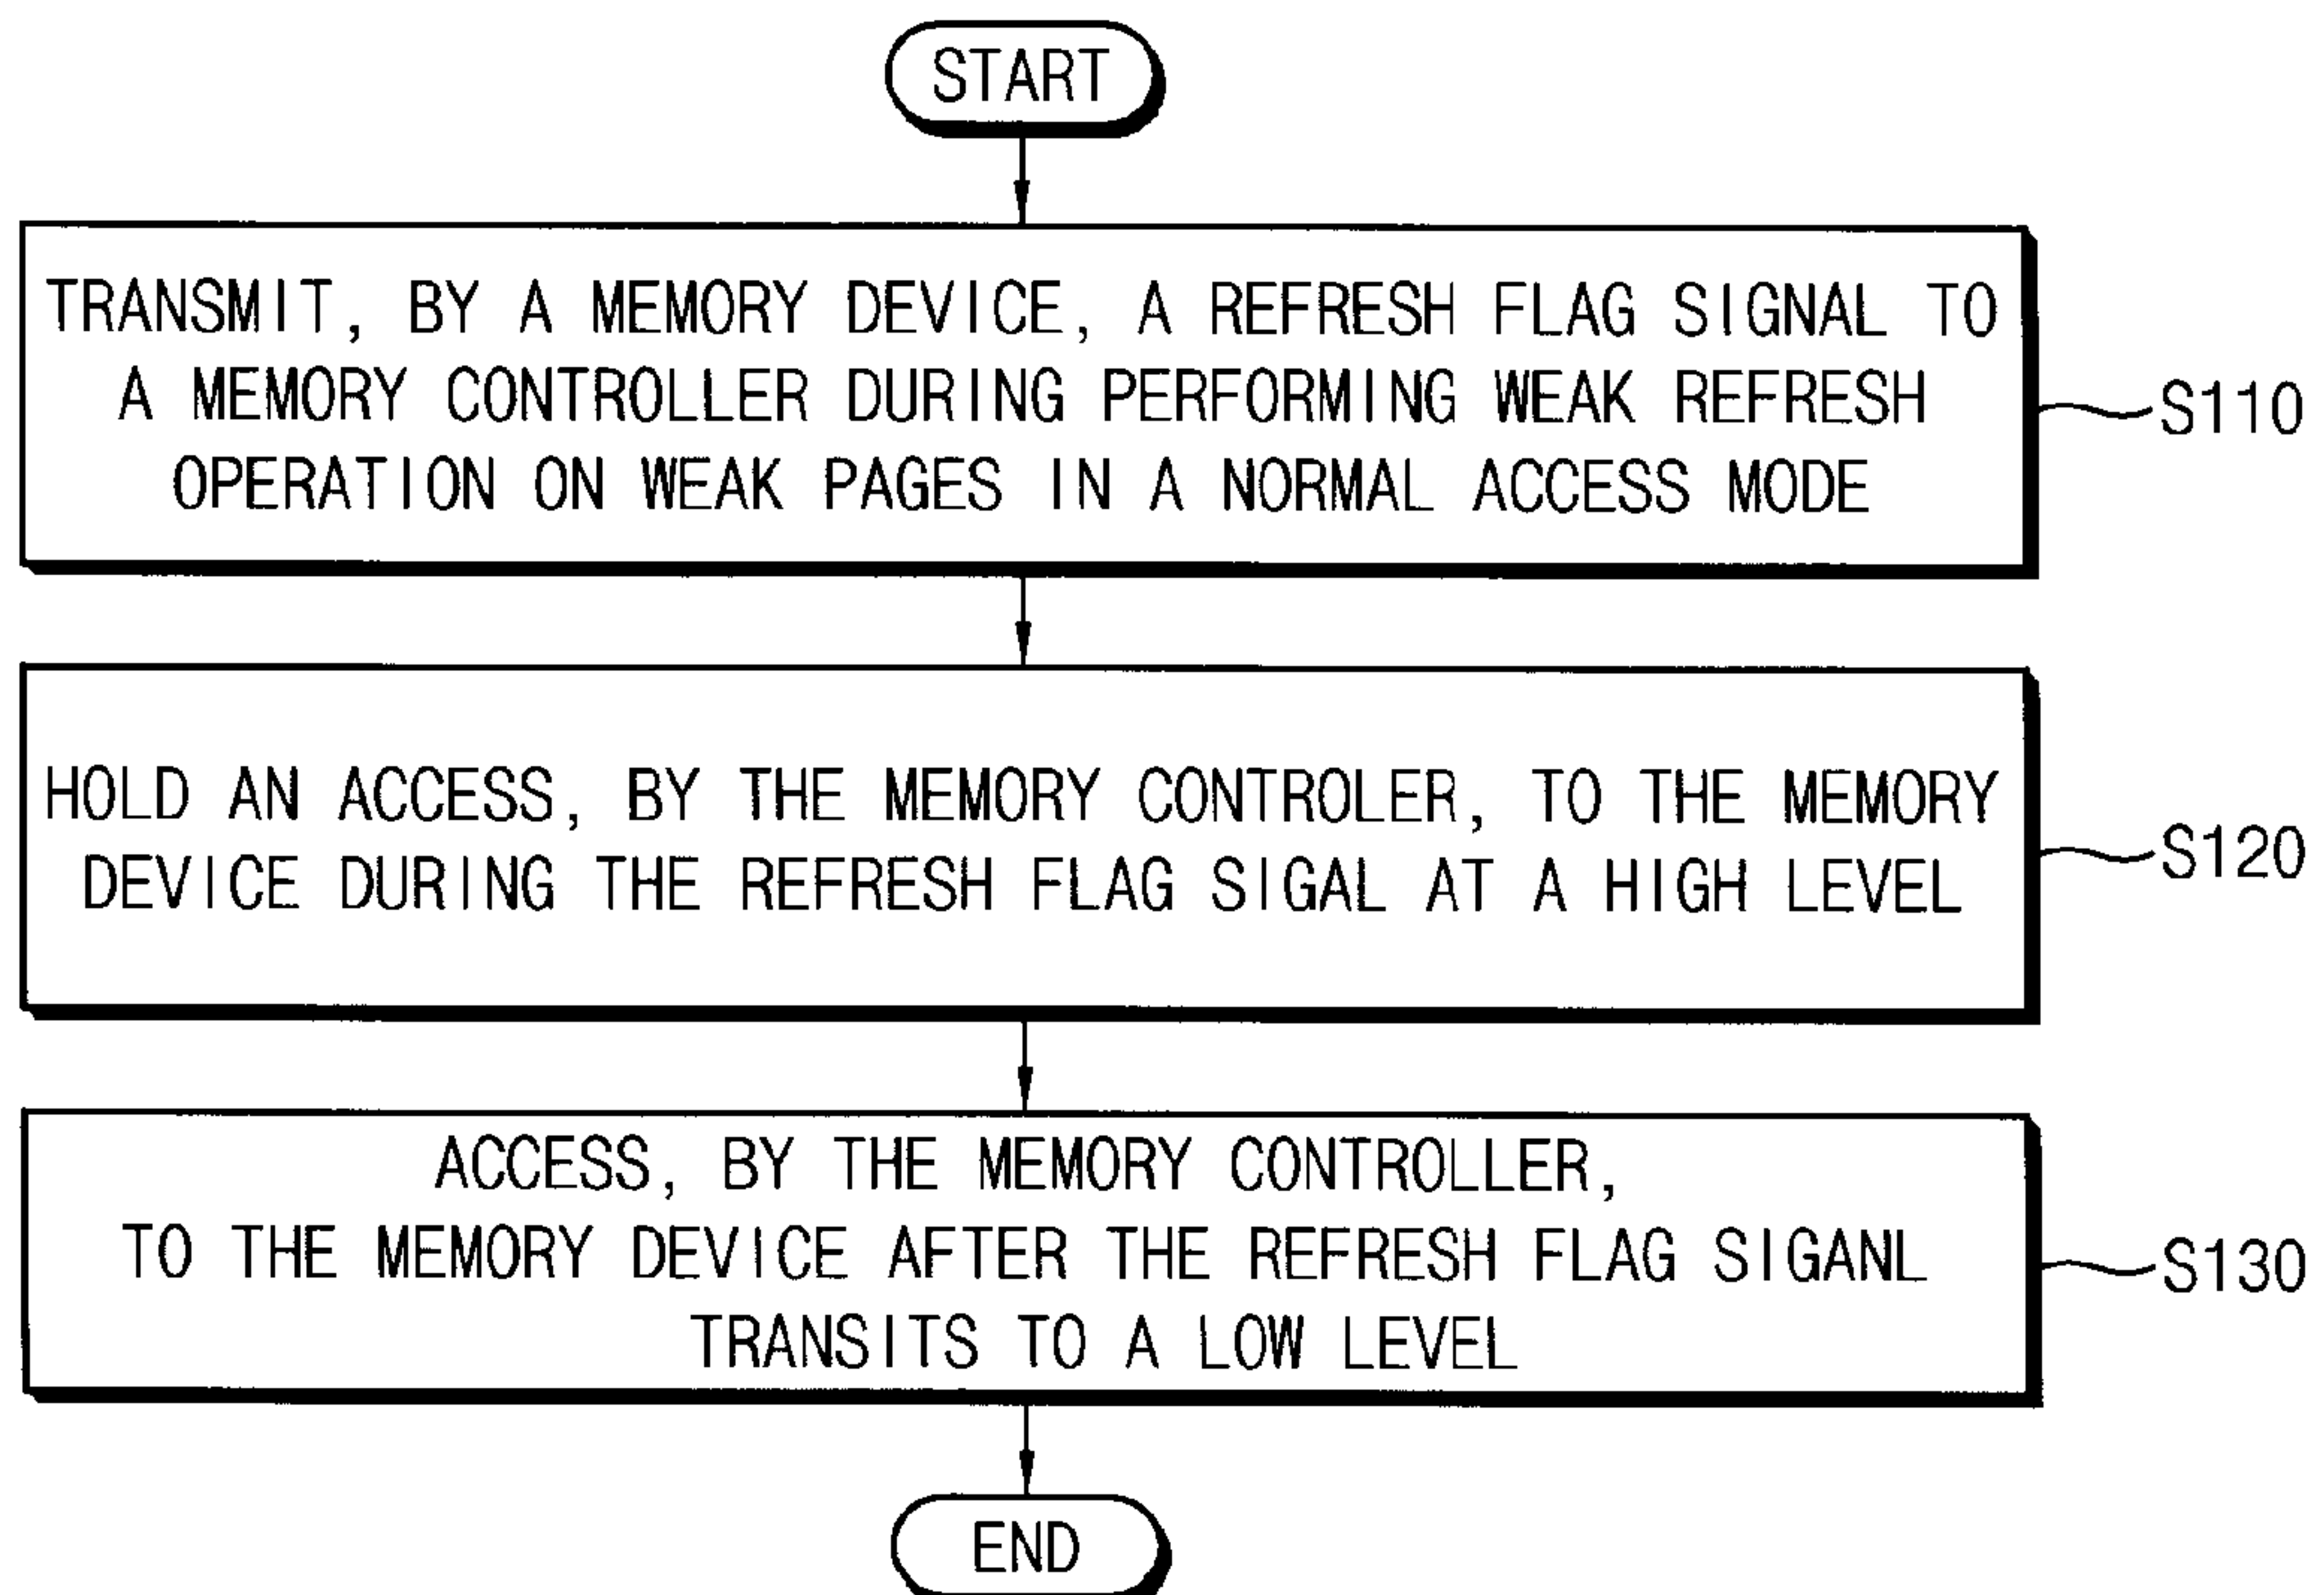 START
TRANSMIT, BY A MEMORY DEVICE, A REFRESH FLAG SIGNAL TO
A MEMORY CONTROLLER DURING PERFORMING WEAK REFRESH
OPERATION ON WEAK PAGES IN A NORMAL ACCESS MODE
S110
HOLD AN ACCESS, BY THE MEMORY CONTROLER, TO THE MEMORY
DEVICE DURING THE REFRESH FLAG SIGAL AT A HIGH LEVEL
S120
ACCESS, BY THE MEMORY CONTROLLER,
TO THE MEMORY DEVICE AFTER THE REFRESH FLAG SIGANL
TRANSITS TO A LOW LEVEL
S130
END